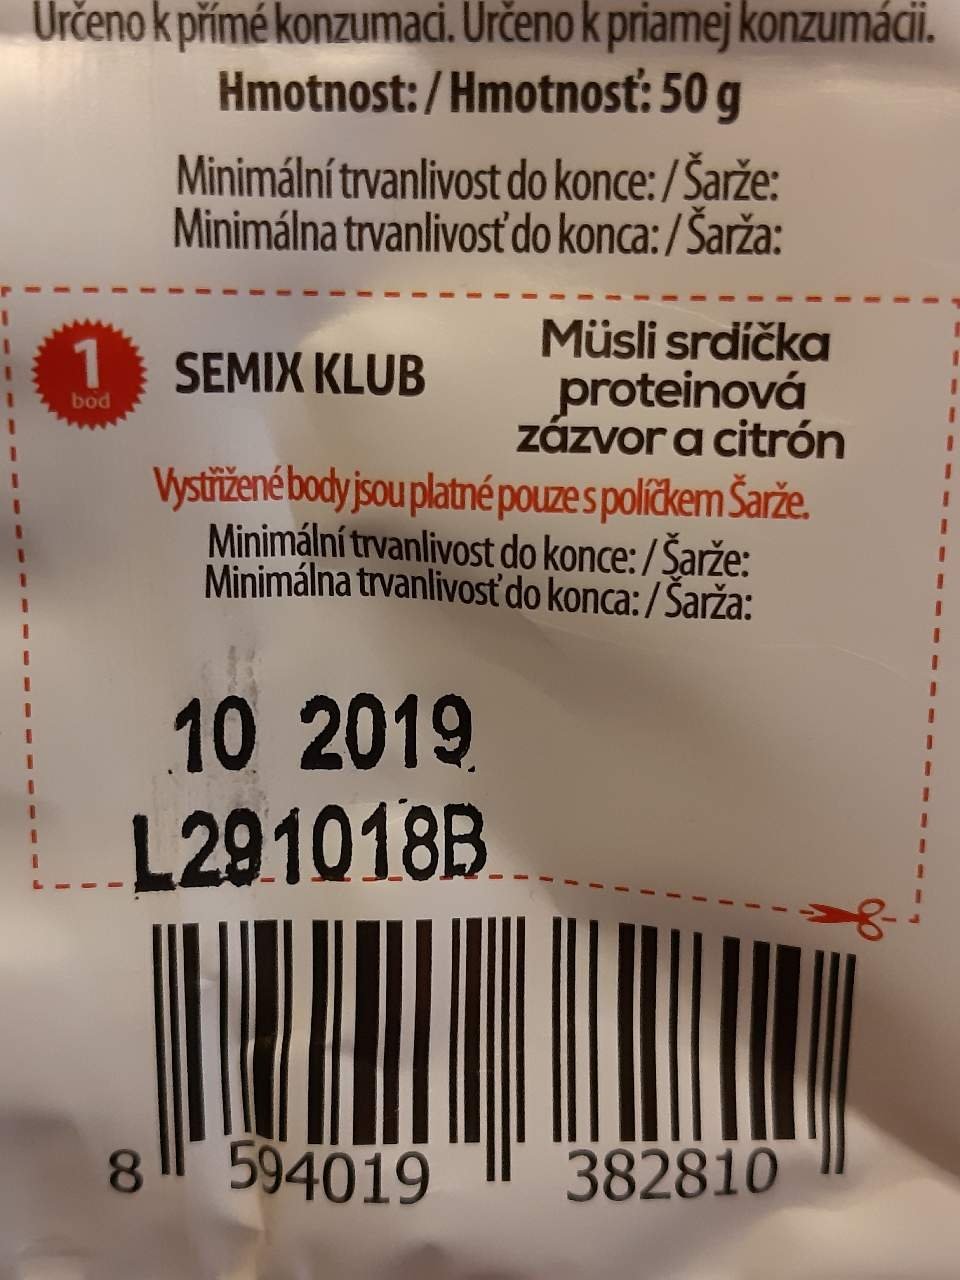 Určeno k přímé konzumaci. Určeno k priamej konzumácii.
Hmotnost: / Hmotnosť: 50 g
Minimální trvanlivost do konce: / Šarže:
Minimálna trvanlivosť do konca: / Šarža:
1
bod
SEMIX KLUB
Müsli srdíčka
proteinová
zázvor a citrón
Vystřižené body jsou platné pouze s políčkem Šarže.
Minimální trvanlivost do konce: / Šarže:
Minimálna trvanlivosť do konca: / Šarža:
10 2019
L291018B
8 594019 382810